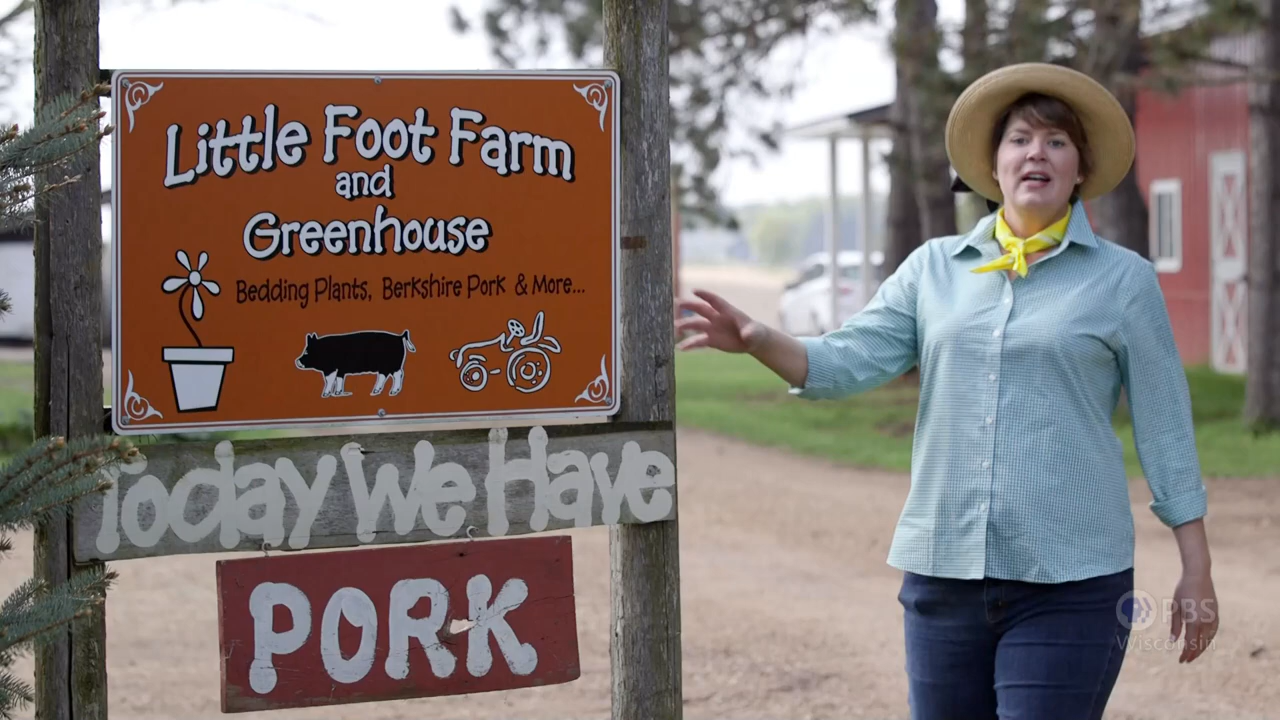 Little Foot Farm
and
Greenhouse
Bedding Plants, Berkshire Pork & More...
Today We Have
PORK
PBS
Wisconsin